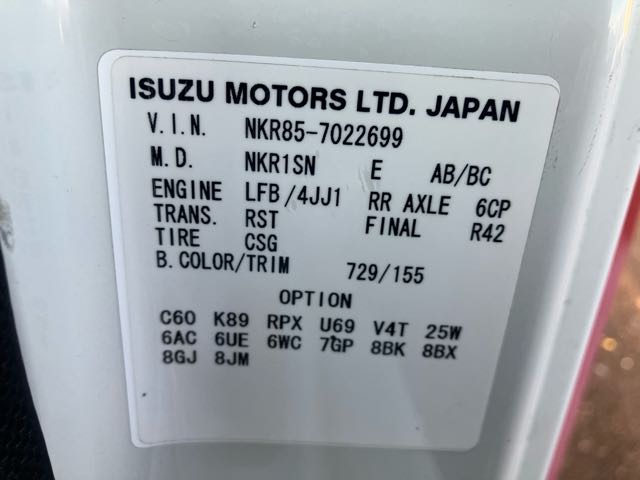 ISUZU MOTORS LTD. JAPAN
V.I.N. NKR85-7022699
M.D. NKR1SN E AB/BC
ENGINE LFB/4JJ1 RR AXLE 6CP
TRANS. RST FINAL R42
TIRE CSG
B.COLOR/TRIM 729/155
OPTION
C60 K89 RPX U69 V4T 25W
6AC 6UE 6WC 7GP 8BK 8BX
8GJ 8JM